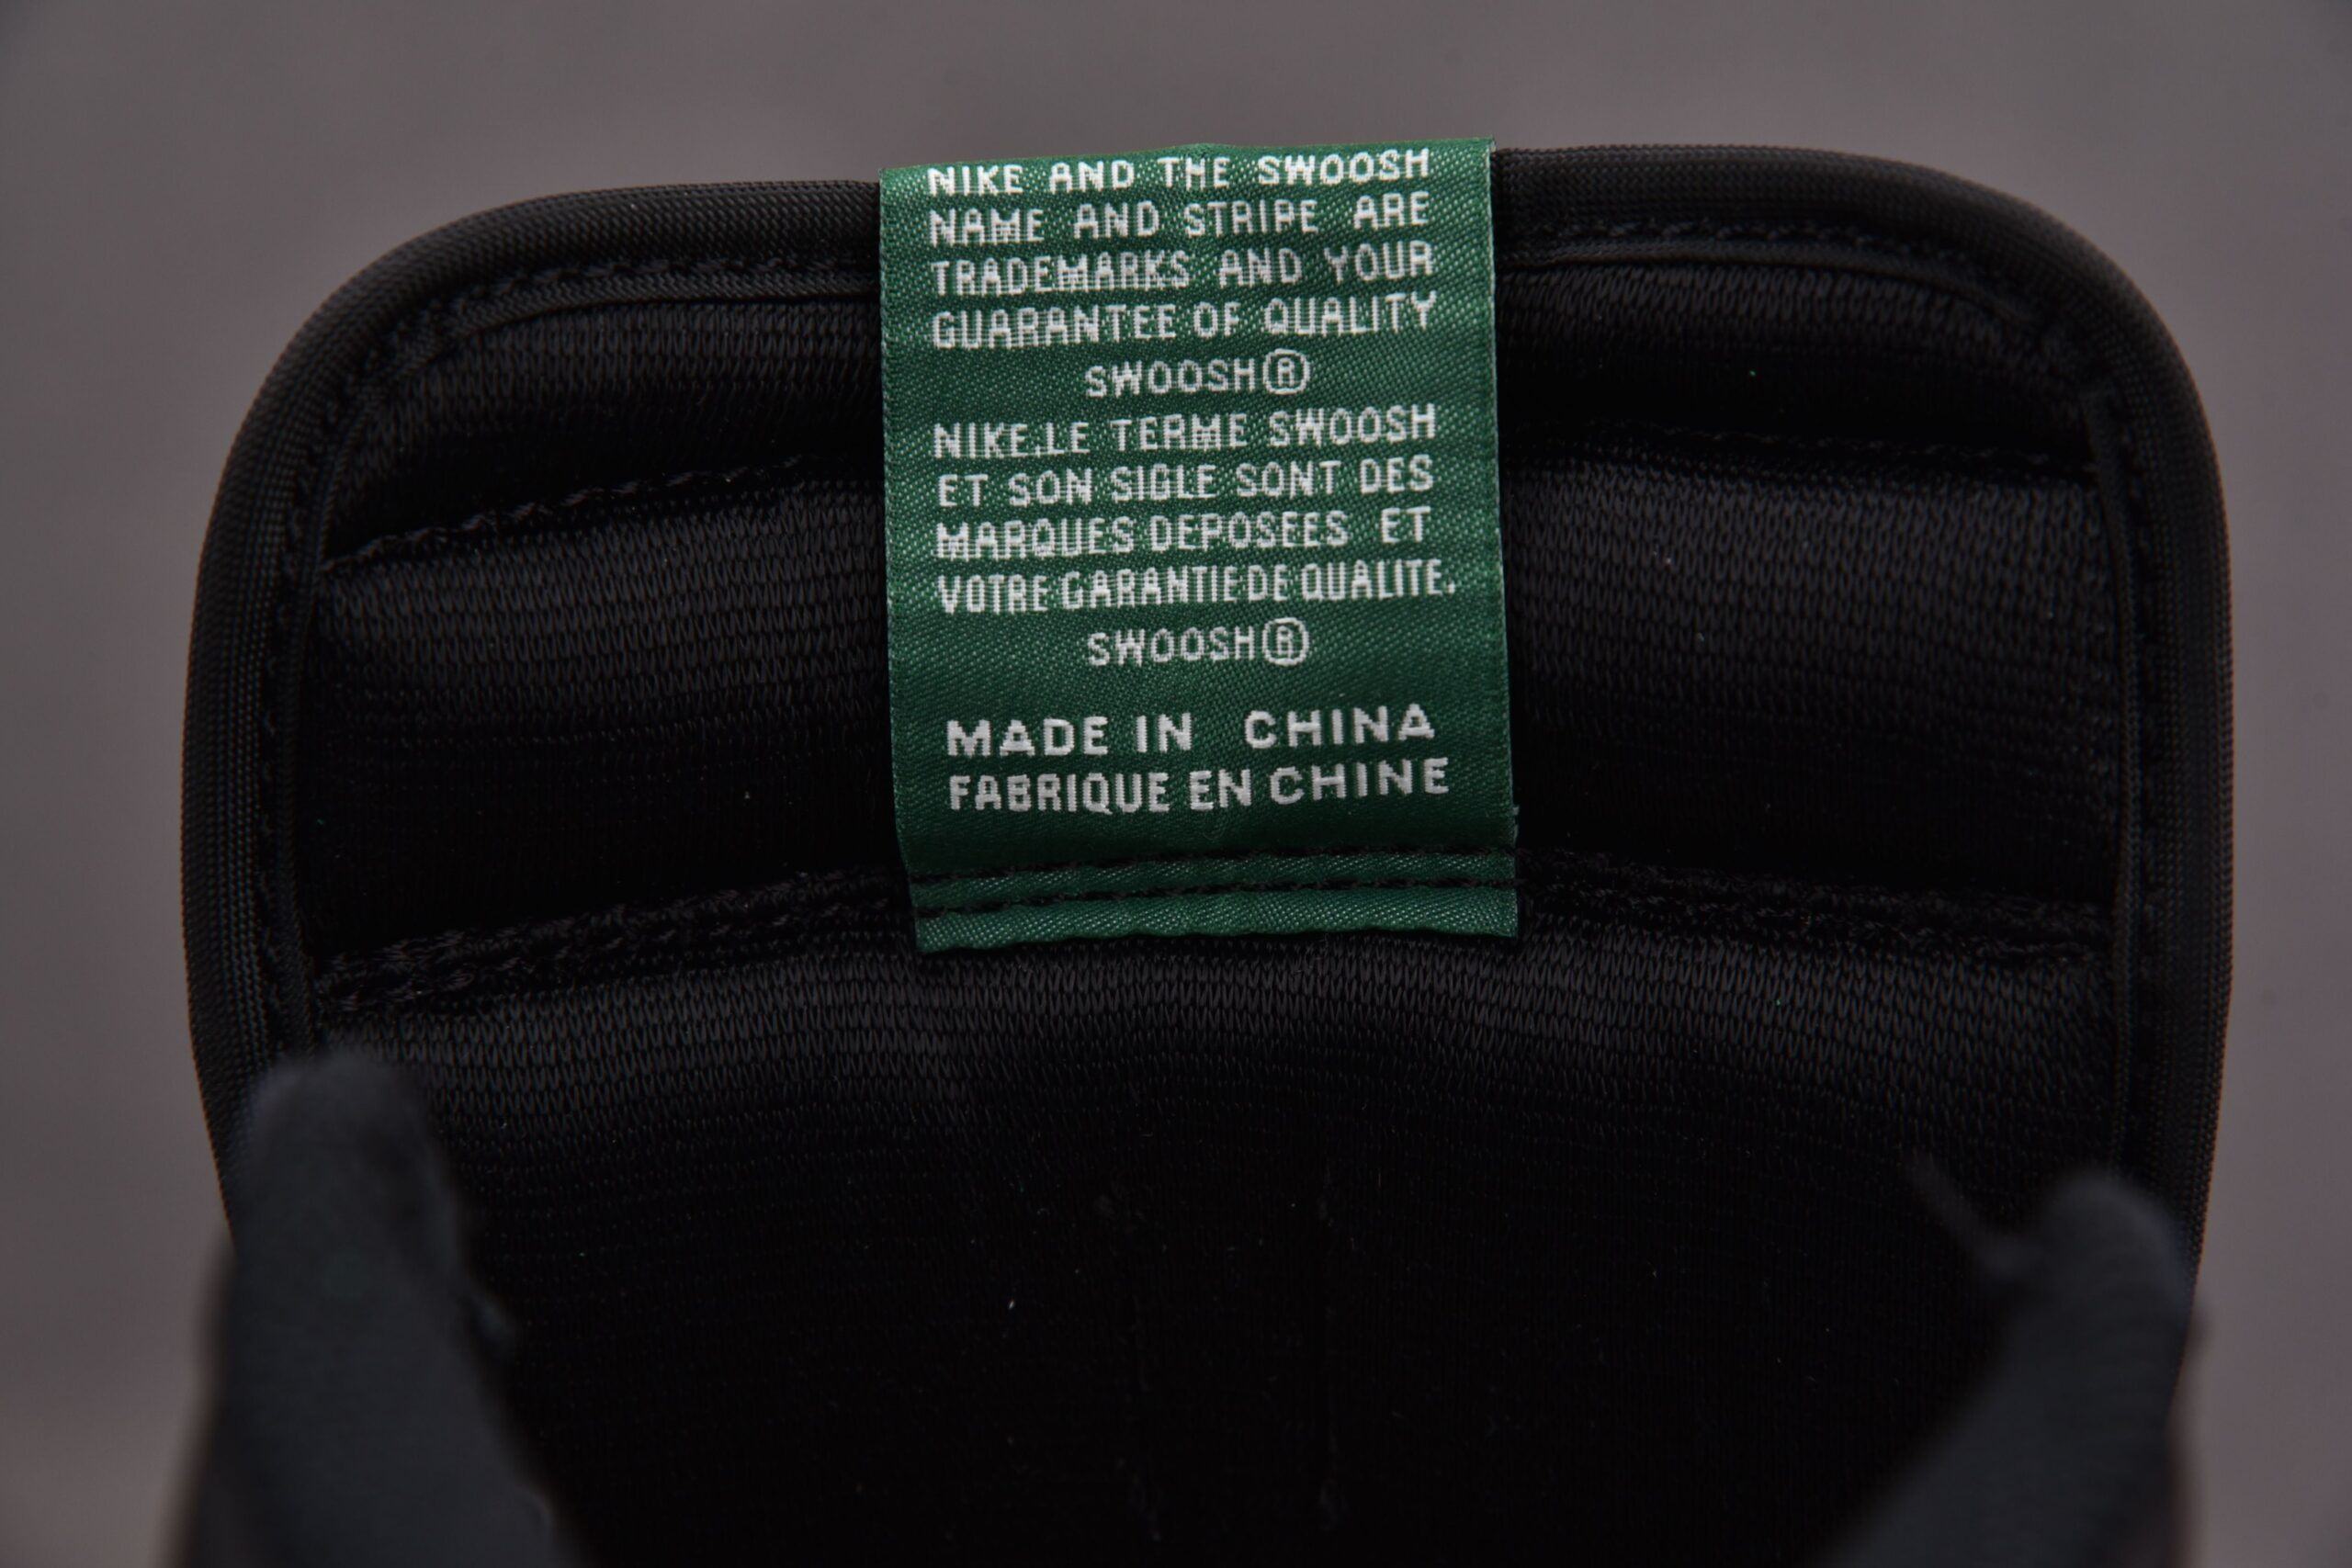 NIKE AND THE SWOOSH
NAME AND STRIPE ARE
TRADEMARKS AND YOUR
GUARANTEE OF QUALITY
SWOOSH®
NIKE.LE TERME SWOOSH
ET SON SIGLE SONT DES
MARQUES DEPOSEES ET
VOTRE GARANTIE DE QUALITE.
SWOOSH®
MADE IN CHINA
FABRIQUE EN CHINE